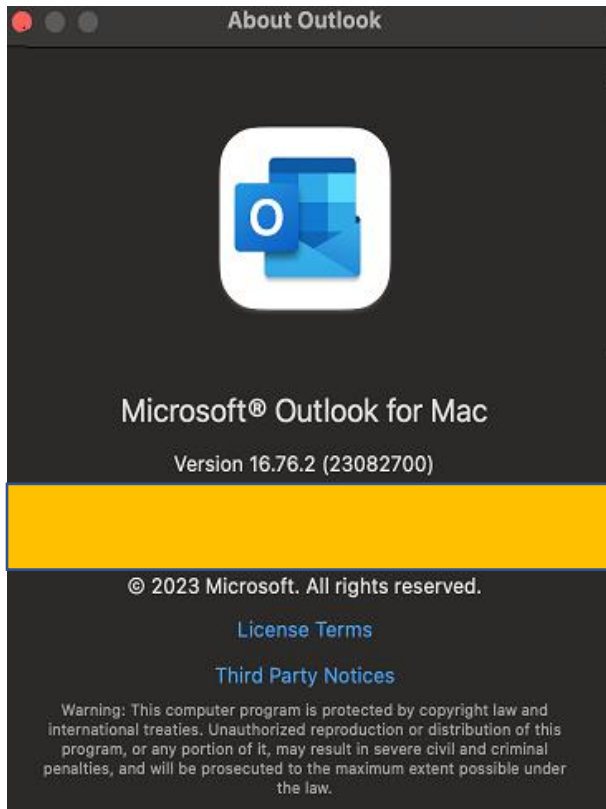 About Outlook
O
Microsoft® Outlook for Mac
Version 16.76.2 (23082700)
© 2023 Microsoft. All rights reserved.
License Terms
Third Party Notices
Warning: This computer program is protected by copyright law and
international treaties. Unauthorized reproduction or distribution of this
program, or any portion of it, may result in severe civil and criminal
penalties, and will be prosecuted to the maximum extent possible under
the law.